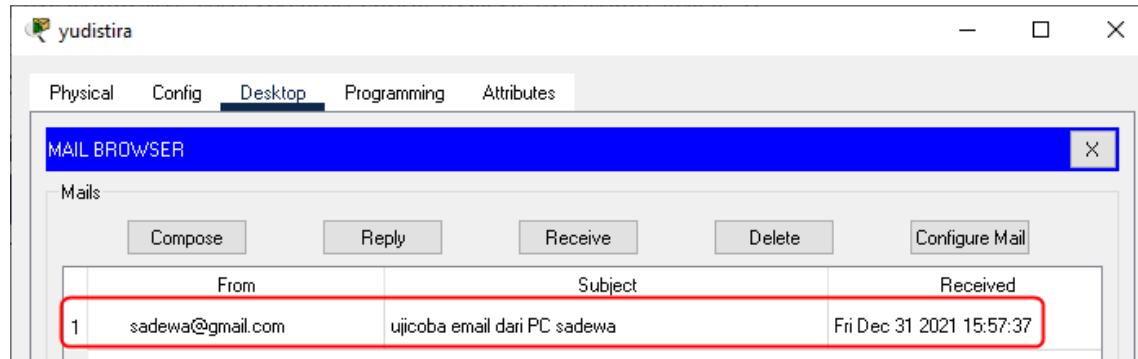 yudistira
Physical Config Desktop Programming Attributes
MAIL BROWSER X
Mails
Compose Reply Receive Delete Configure Mail
From Subject Received
1 sadewa@gmail.com ujicoba email dari PC sadewa Fri Dec 31 2021 15:57:37